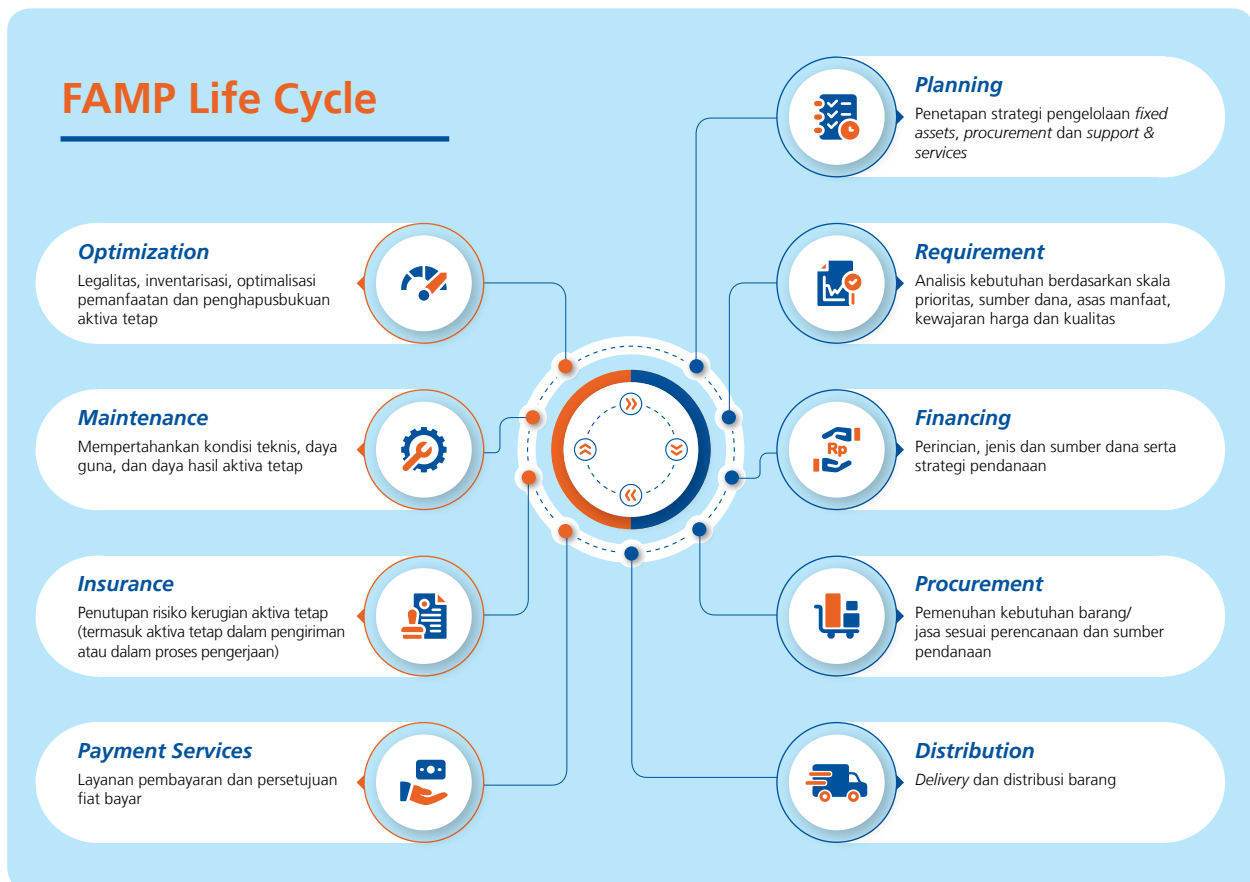 FAMP Life Cycle
Planning
Penetapan strategi pengelolaan fixed
assets, procurement dan support &
services
Requirement
Analisis kebutuhan berdasarkan skala
prioritas, sumber dana, asas manfaat,
kewajaran harga dan kualitas
Financing
Perincian, jenis dan sumber dana serta
strategi pendanaan
Rp
Procurement
Pemenuhan kebutuhan barang/
jasa sesuai perencanaan dan sumber
pendanaan
Distribution
Delivery dan distribusi barang
Payment Services
Layanan pembayaran dan persetujuan
fiat bayar
Insurance
Penutupan risiko kerugian aktiva tetap
(termasuk aktiva tetap dalam pengiriman
atau dalam proses pengerjaan)
Maintenance
Mempertahankan kondisi teknis, daya
guna, dan daya hasil aktiva tetap
Optimization
Legalitas, inventarisasi, optimalisasi
pemanfaatan dan penghapusbukuan
aktiva tetap